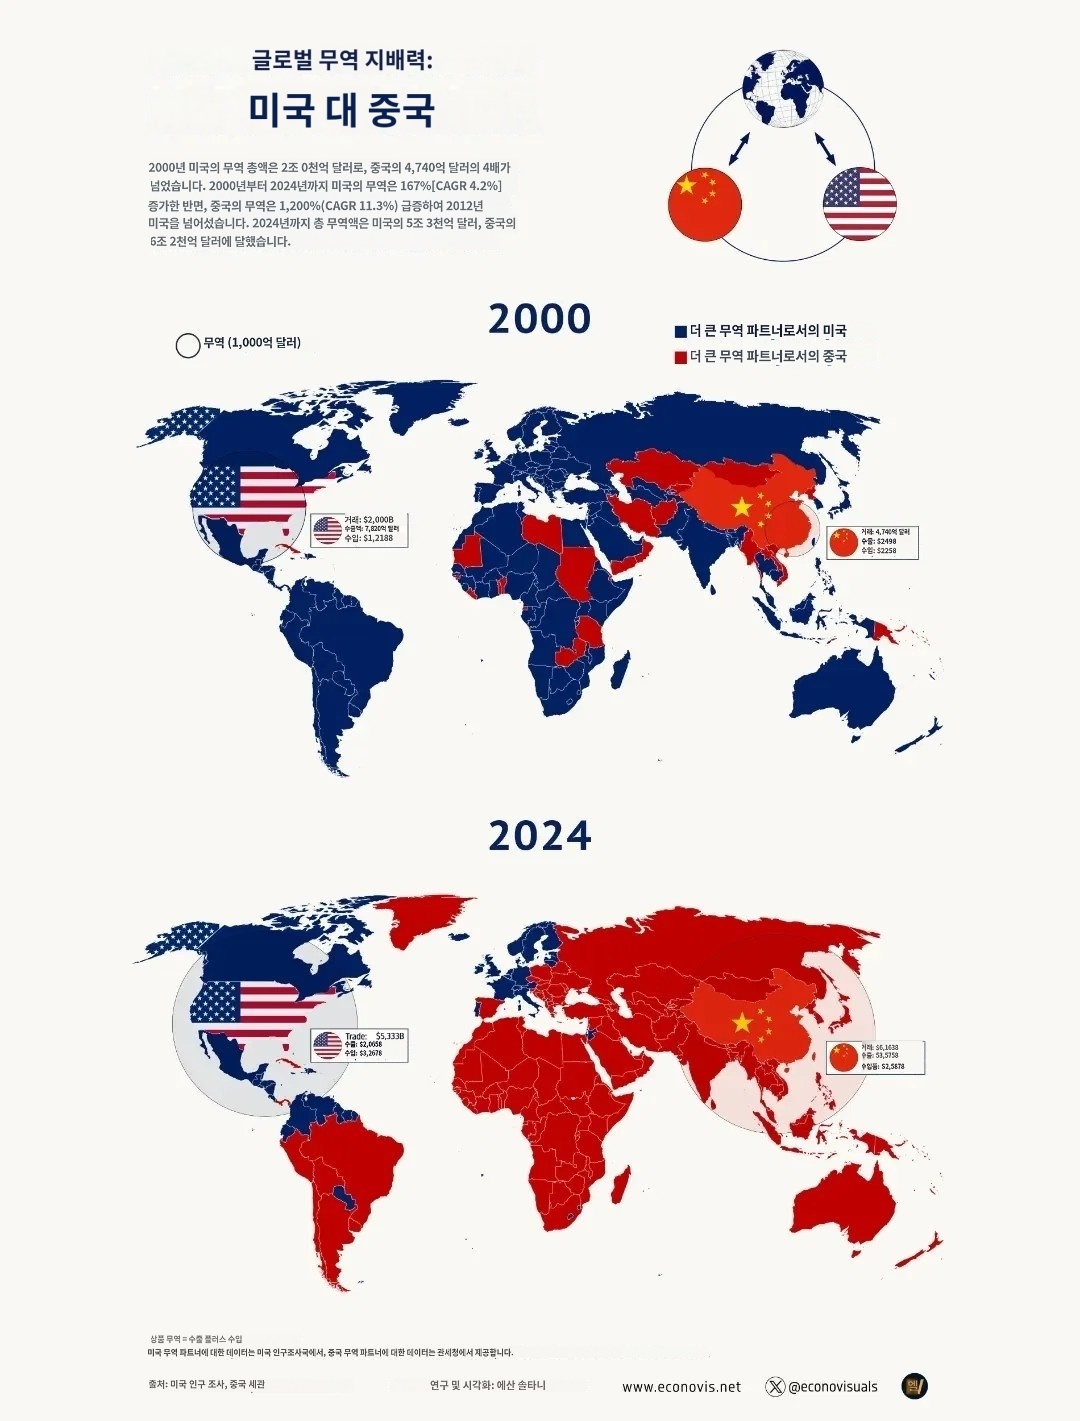 글로벌 무역 지배력:
미국 대 중국
2000년 미국의 무역 총액은 2조 0천억 달러로, 중국의 4,740억 달러의 4배가
넘었습니다. 2000년부터 2024년까지 미국의 무역은 167%[CAGR 4.2%]
증가한 반면, 중국의 무역은 1,200%(CAGR 11.3%) 급증하여 2012년
미국을 넘어섰습니다. 2024년까지 총 무역액은 미국의 5조 3천억 달러, 중국의
6조 2천억 달러에 달했습니다.
2000
무역 (1,000억 달러)
더 큰 무역 파트너로서의 미국
더 큰 무역 파트너로서의 중국
거래: $2,000B
수출액: 7,820억 달러
수입: $1,2188
거래: 4,740억 달러
수출: $2498
수입: $2258
2024
Trade: $5,333B
수출: $2,0658
수입: $3,2678
거래: $6,1638
수출: 53,5758
수입품: $2,5878
상품 무역 = 수출 플러스 수입
미국 무역 파트너에 대한 데이터는 미국 인구조사국에서, 중국 무역 파트너에 대한 데이터는 관세청에서 제공합니다.
출처: 미국 인구 조사, 중국 세관
연구 및 시각화: 에산 솔타니
www.econovis.net
@econovisuals